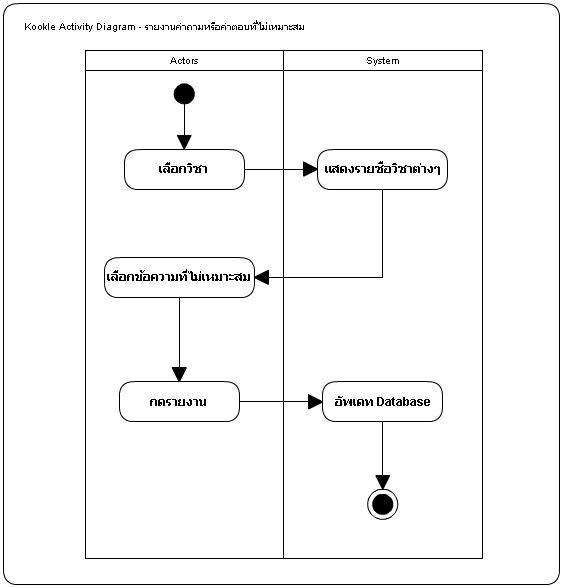 Kookle Activity Diagram - รายงานคำถามหรือคำตอบที่ไม่เหมาะสม
Actors
System
เลือกวิชา
แสดงรายชื่อวิชาต่างๆ
เลือกข้อความที่ไม่เหมาะสม
กดรายงาน
อัพเดท Database